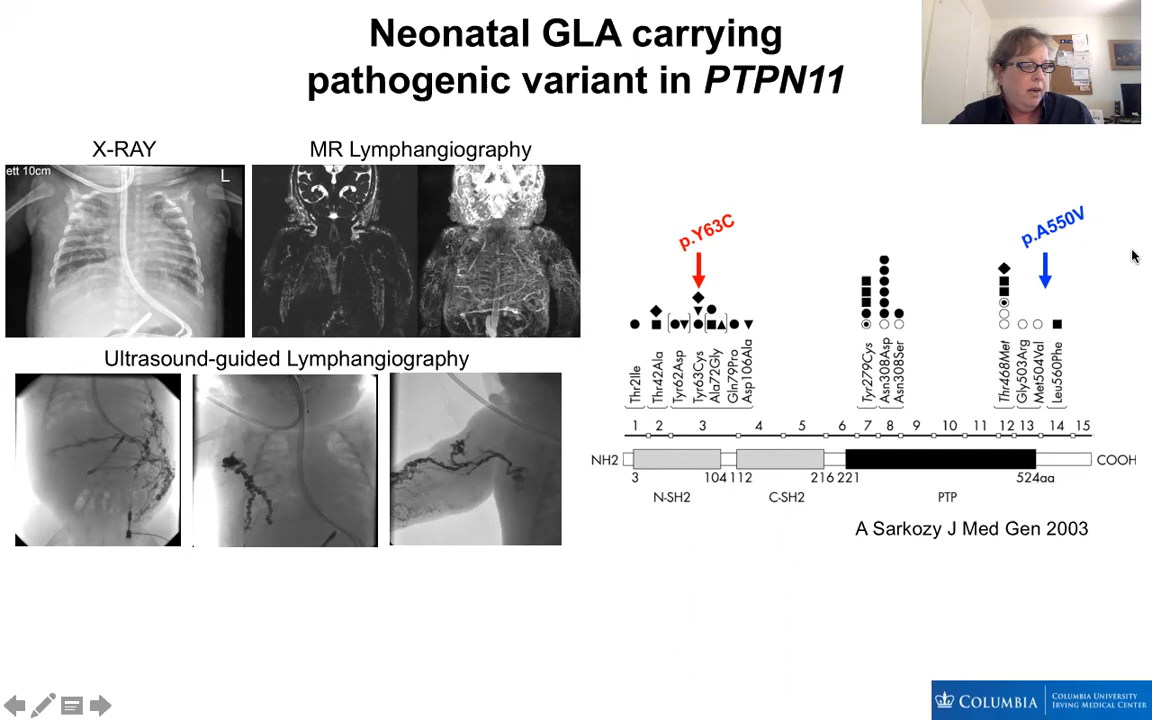 Neonatal GLA carrying
pathogenic variant in PTPN11
X-RAY
MR Lymphangiography
ett 10cm
L
Ultrasound-guided Lymphangiography
p.Y63C
p.A550V
Thr2Ile
Thr42Ala
Tyr62Asp
Tyr63Cys
Ala72Gly
Gln79Pro
Asp106Ala
Tyr279Cys
Asn308Asp
Asn308Ser
Thr468Met
Gly503Arg
Met504Val
Leu560Phe
1 2 3 4 5 6 7 8 9 10 11 12 13 14 15
NH2
COOH
3 104 112 216 221 524aa
N-SH2 C-SH2 PTP
A Sarkozy J Med Gen 2003
COLUMBIA
COLUMBIA UNIVERSITY
IRVING MEDICAL CENTER